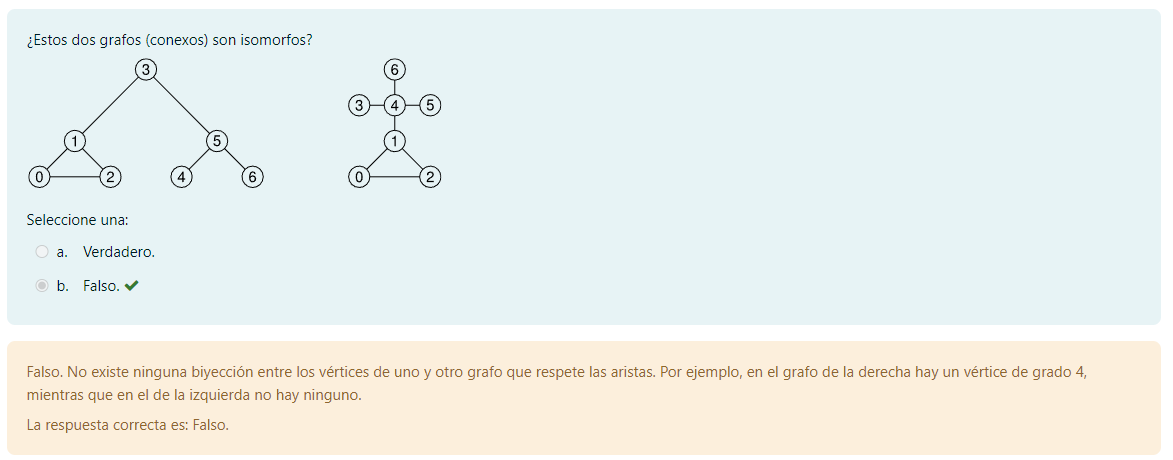 ¿Estos dos grafos (conexos) son isomorfos?
3 6
3 4 5
1 5 1
0 2 4 6 0 2
Seleccione una:
a. Verdadero.
b. Falso.
Falso. No existe ninguna biyección entre los vértices de uno y otro grafo que respete las aristas. Por ejemplo, en el grafo de la derecha hay un vértice de grado 4,
mientras que en el de la izquierda no hay ninguno.
La respuesta correcta es: Falso.